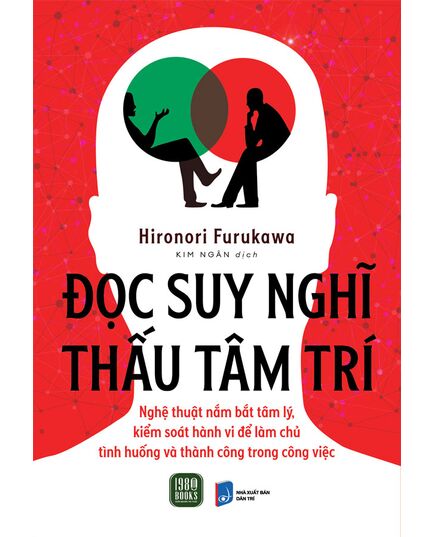 Hironori Furukawa
KIM NGÂN dịch
ĐỌC SUY NGHĨ
THẤU TÂM TRÍ
Nghệ thuật nắm bắt tâm lý,
kiểm soát hành vi để làm chủ
tình huống và thành công trong công việc
1980
BOOKS
NHÀ XUẤT BẢN
DÂN TRÍ